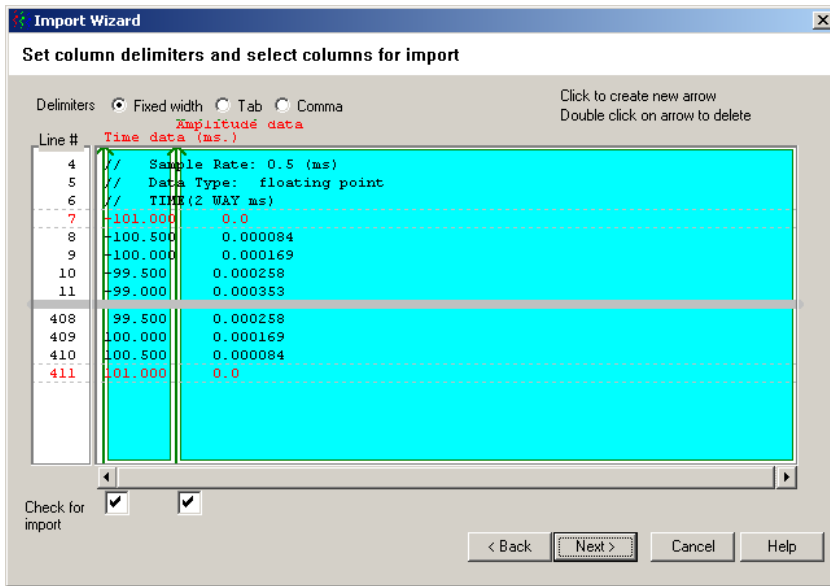 Import Wizard
Set column delimiters and select columns for import
Delimiters Fixed width Tab Comma
Click to create new arrow
Double click on arrow to delete
Amplitude data
Line # Time data (ms.)
4 // Sample Rate: 0.5 (ms)
5 // Data Type: floating point
6 // TIME(2 WAY ms)
7 -101.000 0.0
8 -100.500 0.000084
9 -100.000 0.000169
10 -99.500 0.000258
11 -99.000 0.000353
408 99.500 0.000258
409 100.000 0.000169
410 100.500 0.000084
411 101.000 0.0
Check for
import
< Back Next > Cancel Help